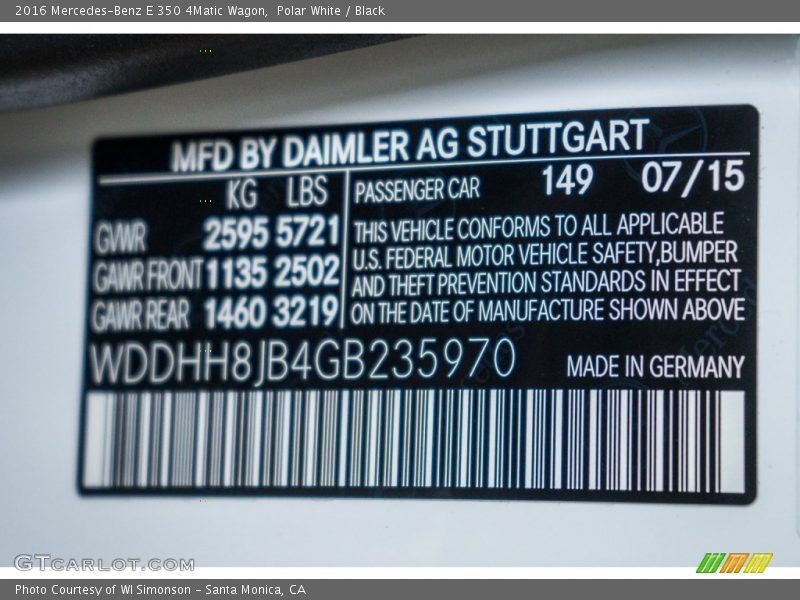 2016 Mercedes-Benz E 350 4Matic Wagon, Polar White / Black
MFD BY DAIMLER AG STUTTGART
KG LBS
GVWR 2595 5721
GAWR FRONT 1135 2502
GAWR REAR 1460 3219
PASSENGER CAR 149 07/15
THIS VEHICLE CONFORMS TO ALL APPLICABLE
U.S. FEDERAL MOTOR VEHICLE SAFETY,BUMPER
AND THEFT PREVENTION STANDARDS IN EFFECT
ON THE DATE OF MANUFACTURE SHOWN ABOVE
WDDHH8JB4GB235970
MADE IN GERMANY
GTCARLOT.COM
Photo Courtesy of WI Simonson - Santa Monica, CA